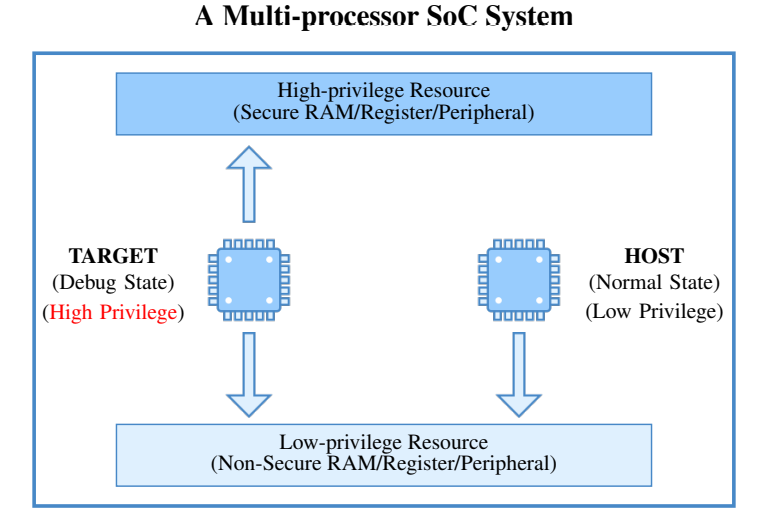 A Multi-processor SoC System
High-privilege Resource
(Secure RAM/Register/Peripheral)
TARGET
(Debug State)
(High Privilege)
HOST
(Normal State)
(Low Privilege)
Low-privilege Resource
(Non-Secure RAM/Register/Peripheral)